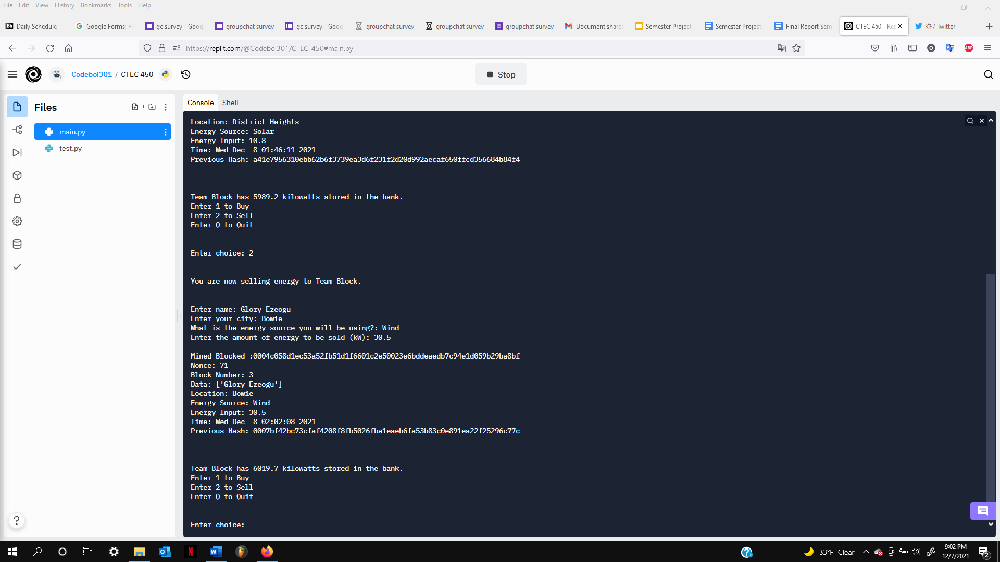 File Edit View History Bookmarks Tools Help
Bb Daily Schedule – Google Forms: Fr gc survey - Goog groupchat survey gc survey - Goog groupchat survey groupchat survey groupchat survey Document share Semester Project Semester Project Final Report Sem CTEC 450 - Re / Twitter
https://replit.com/@Codeboi301/CTEC-450#main.py
ABP
Codeboi301 / CTEC 450
Stop
Files
main.py
test.py
Console Shell
Location: District Heights
Energy Source: Solar
Energy Input: 10.8
Time: Wed Dec  8 01:46:11 2021
Previous Hash: a41e7956310ebb62b6f3739ea3d6f231f2d20d992aecaf650ffcd356684b84f4
Team Block has 5989.2 kilowatts stored in the bank.
Enter 1 to Buy
Enter 2 to Sell
Enter Q to Quit
Enter choice: 2
You are now selling energy to Team Block.
Enter name: Glory Ezeogu
Enter your city: Bowie
What is the energy source you will be using?: Wind
Enter the amount of energy to be sold (kW): 30.5
---------------------------------------------
Mined Blocked :0004c058d1ec53a52fb51d1f6601c2e50023e6bddeaedb7c94e1d059b29ba8bf
Nonce: 71
Block Number: 3
Data: ['Glory Ezeogu']
Location: Bowie
Energy Source: Wind
Energy Input: 30.5
Time: Wed Dec  8 02:02:08 2021
Previous Hash: 0007bf42bc73cfaf4208f8fb5026fba1eaeb6fa53b83c0e891ea22f25296c77c
Team Block has 6019.7 kilowatts stored in the bank.
Enter 1 to Buy
Enter 2 to Sell
Enter Q to Quit
Enter choice:
33°F Clear
9:02 PM
12/7/2021
2